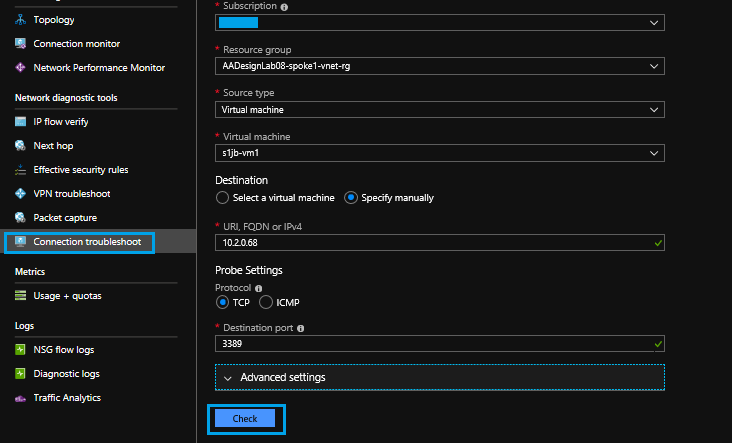 Topology
Connection monitor
Network Performance Monitor
Network diagnostic tools
IP flow verify
Next hop
Effective security rules
VPN troubleshoot
Packet capture
Connection troubleshoot
Metrics
Usage + quotas
Logs
NSG flow logs
Diagnostic logs
Traffic Analytics
* Subscription
* Resource group
AADesignLab08-spoke1-vnet-rg
* Source type
Virtual machine
* Virtual machine
s1jb-vm1
Destination
Select a virtual machine Specify manually
* URI, FQDN or IPv4
10.2.0.68
Probe Settings
Protocol
TCP ICMP
* Destination port
3389
Advanced settings
Check